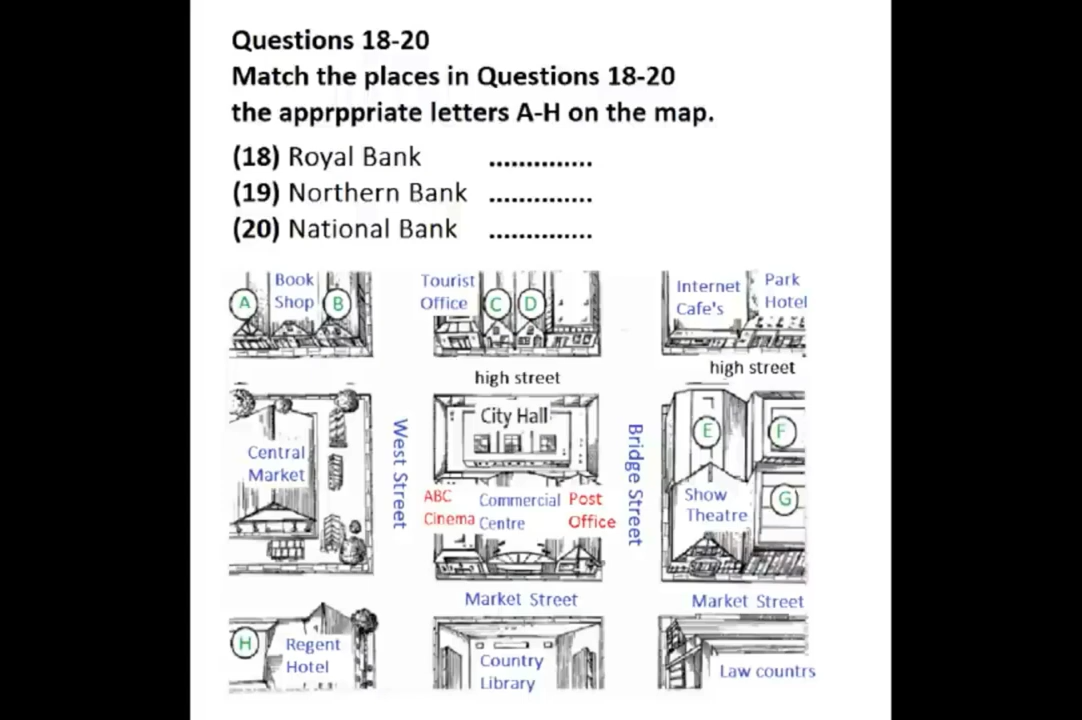 Questions 18-20
Match the places in Questions 18-20
the apprppriate letters A-H on the map.
(18) Royal Bank ..............
(19) Northern Bank ..............
(20) National Bank ..............
A
Book
Shop
B
Tourist
Office
C
D
Internet
Cafe's
Park
Hotel
high street
high street
Central
Market
West Street
City Hall
ABC
Cinema
Commercial
Centre
Post
Office
Bridge Street
E
F
Show
Theatre
G
Market Street
Market Street
H
Regent
Hotel
Country
Library
Law countrs